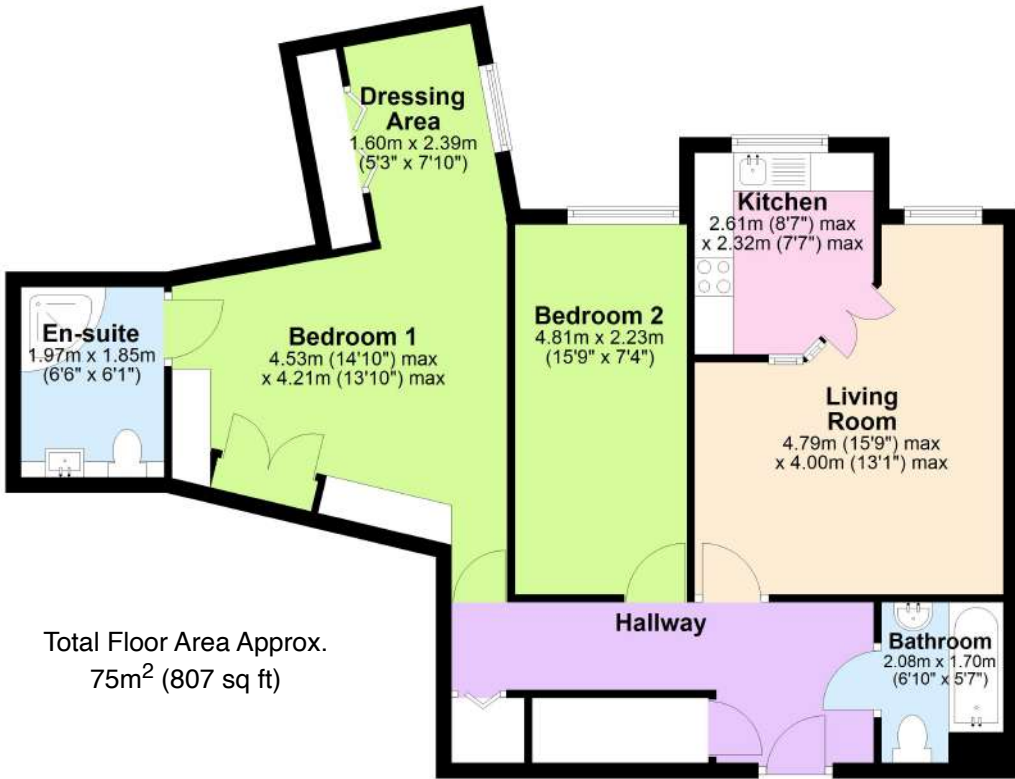 Dressing
Area
1.60m x 2.39m
(5'3" x 7'10")
Kitchen
2.61m (8'7") max
x 2.32m (7'7") max
En-suite
1.97m x 1.85m
(6'6" x 6'1")
Bedroom 1
4.53m (14'10") max
x 4.21m (13'10") max
Bedroom 2
4.81m x 2.23m
(15'9" x 7'4")
Living
Room
4.79m (15'9") max
x 4.00m (13'1") max
Hallway
Bathroom
2.08m x 1.70m
(6'10" x 5'7")
Total Floor Area Approx.
75m² (807 sq ft)